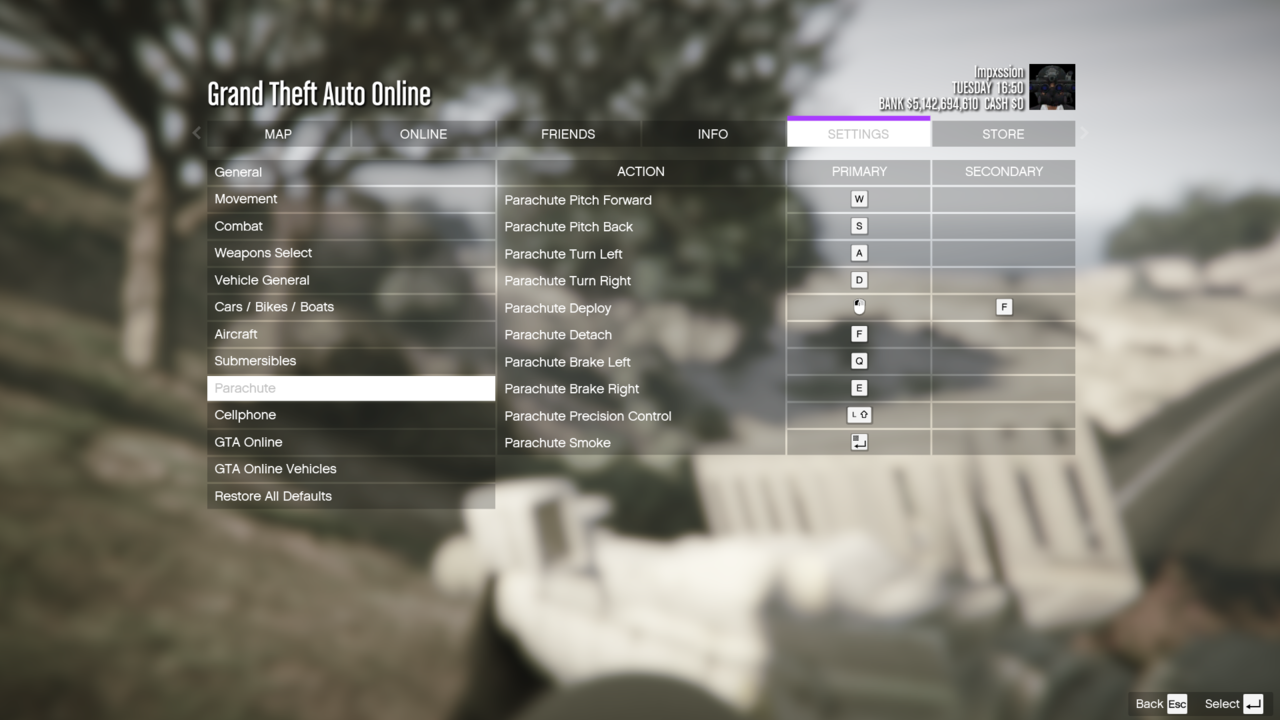 Grand Theft Auto Online
Impxssion
TUESDAY 16:50
BANK $5,142,694,610 CASH $0
MAP ONLINE FRIENDS INFO SETTINGS STORE
General ACTION PRIMARY SECONDARY
Movement Parachute Pitch Forward W
Combat Parachute Pitch Back S
Weapons Select Parachute Turn Left A
Vehicle General Parachute Turn Right D
Cars / Bikes / Boats Parachute Deploy F
Aircraft Parachute Detach F
Submersibles Parachute Brake Left Q
Parachute Parachute Brake Right E
Cellphone Parachute Precision Control L⇧
GTA Online Parachute Smoke
GTA Online Vehicles
Restore All Defaults
Back Esc Select